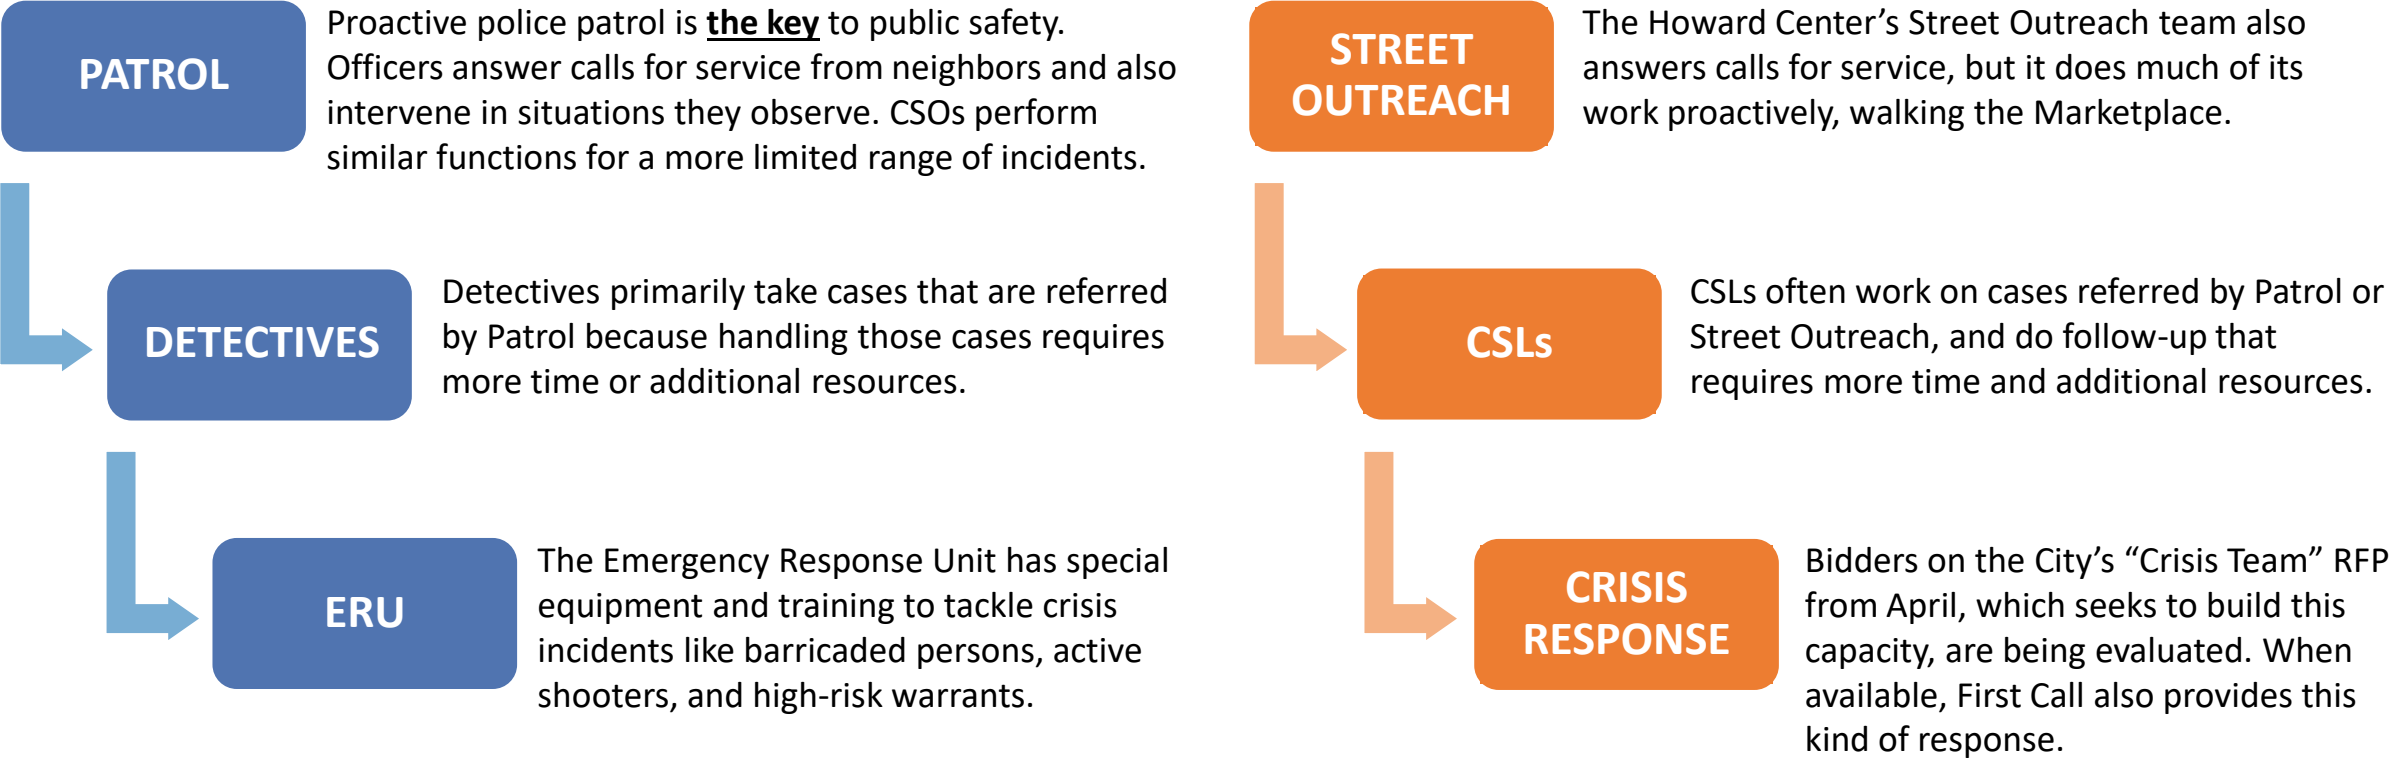 PATROL
Proactive police patrol is the key to public safety.
Officers answer calls for service from neighbors and also
intervene in situations they observe. CSOs perform
similar functions for a more limited range of incidents.
DETECTIVES
Detectives primarily take cases that are referred
by Patrol because handling those cases requires
more time or additional resources.
ERU
The Emergency Response Unit has special
equipment and training to tackle crisis
incidents like barricaded persons, active
shooters, and high-risk warrants.
STREET
OUTREACH
The Howard Center’s Street Outreach team also
answers calls for service, but it does much of its
work proactively, walking the Marketplace.
CSLs
CSLs often work on cases referred by Patrol or
Street Outreach, and do follow-up that
requires more time and additional resources.
CRISIS
RESPONSE
Bidders on the City’s “Crisis Team” RFP
from April, which seeks to build this
capacity, are being evaluated. When
available, First Call also provides this
kind of response.